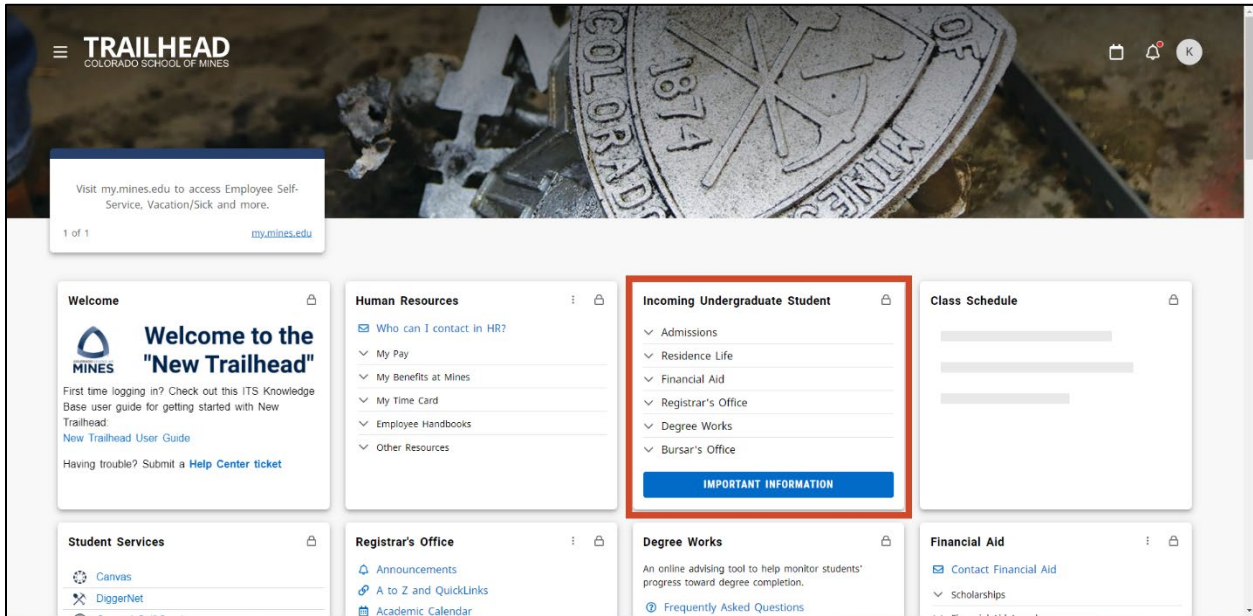 TRAILHEAD
COLORADO SCHOOL OF MINES
K
COLORADO
OF
MINES
1874
Visit my.mines.edu to access Employee Self-
Service, Vacation/Sick and more.
1 of 1
my.mines.edu
Welcome
MINES
Welcome to the
"New Trailhead"
First time logging in? Check out this ITS Knowledge
Base user guide for getting started with New
Trailhead:
New Trailhead User Guide
Having trouble? Submit a Help Center ticket
Human Resources
Who can I contact in HR?
My Pay
My Benefits at Mines
My Time Card
Employee Handbooks
Other Resources
Incoming Undergraduate Student
Admissions
Residence Life
Financial Aid
Registrar's Office
Degree Works
Bursar's Office
IMPORTANT INFORMATION
Class Schedule
Student Services
Canvas
DiggerNet
Registrar's Office
Announcements
A to Z and QuickLinks
Academic Calendar
Degree Works
An online advising tool to help monitor students'
progress toward degree completion.
Frequently Asked Questions
Financial Aid
Contact Financial Aid
Scholarships